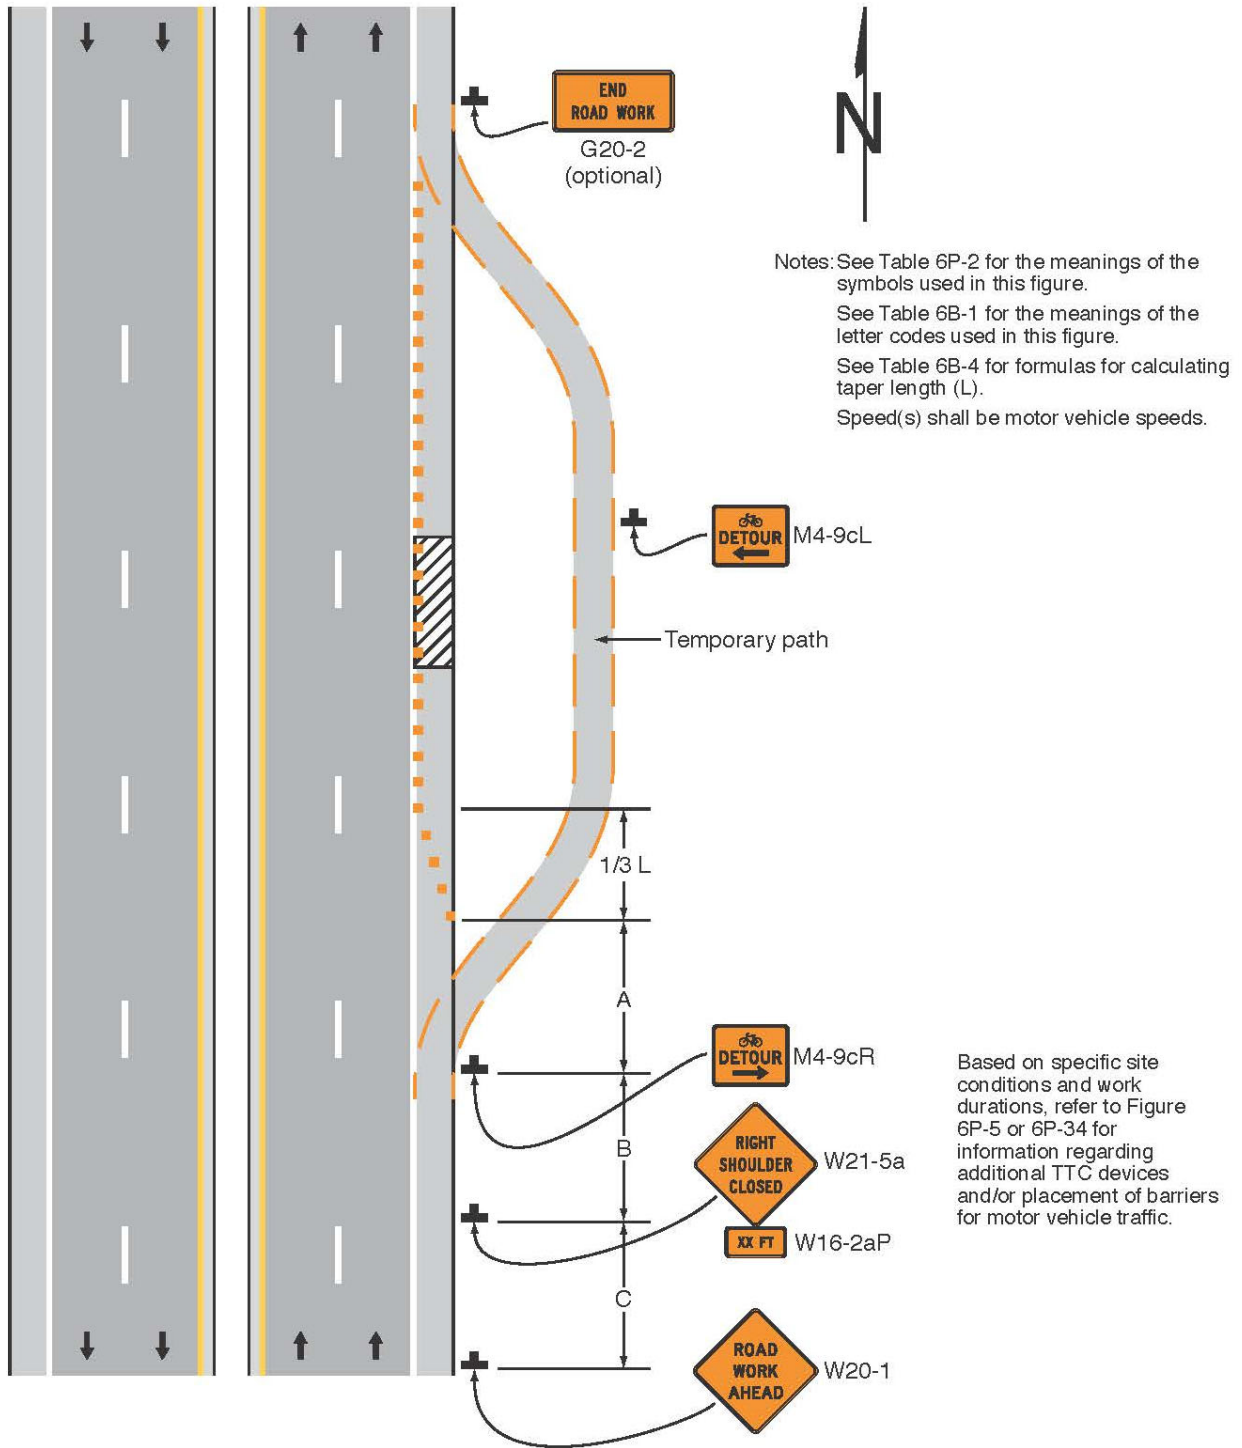 END
ROAD WORK
G20-2
(optional)
N
Notes: See Table 6P-2 for the meanings of the
symbols used in this figure.
See Table 6B-1 for the meanings of the
letter codes used in this figure.
See Table 6B-4 for formulas for calculating
taper length (L).
Speed(s) shall be motor vehicle speeds.
DETOUR
M4-9cL
Temporary path
1/3 L
A
DETOUR
M4-9cR
B
RIGHT
SHOULDER
CLOSED
W21-5a
XX FT
W16-2aP
Based on specific site
conditions and work
durations, refer to Figure
6P-5 or 6P-34 for
information regarding
additional TTC devices
and/or placement of barriers
for motor vehicle traffic.
C
ROAD
WORK
AHEAD
W20-1